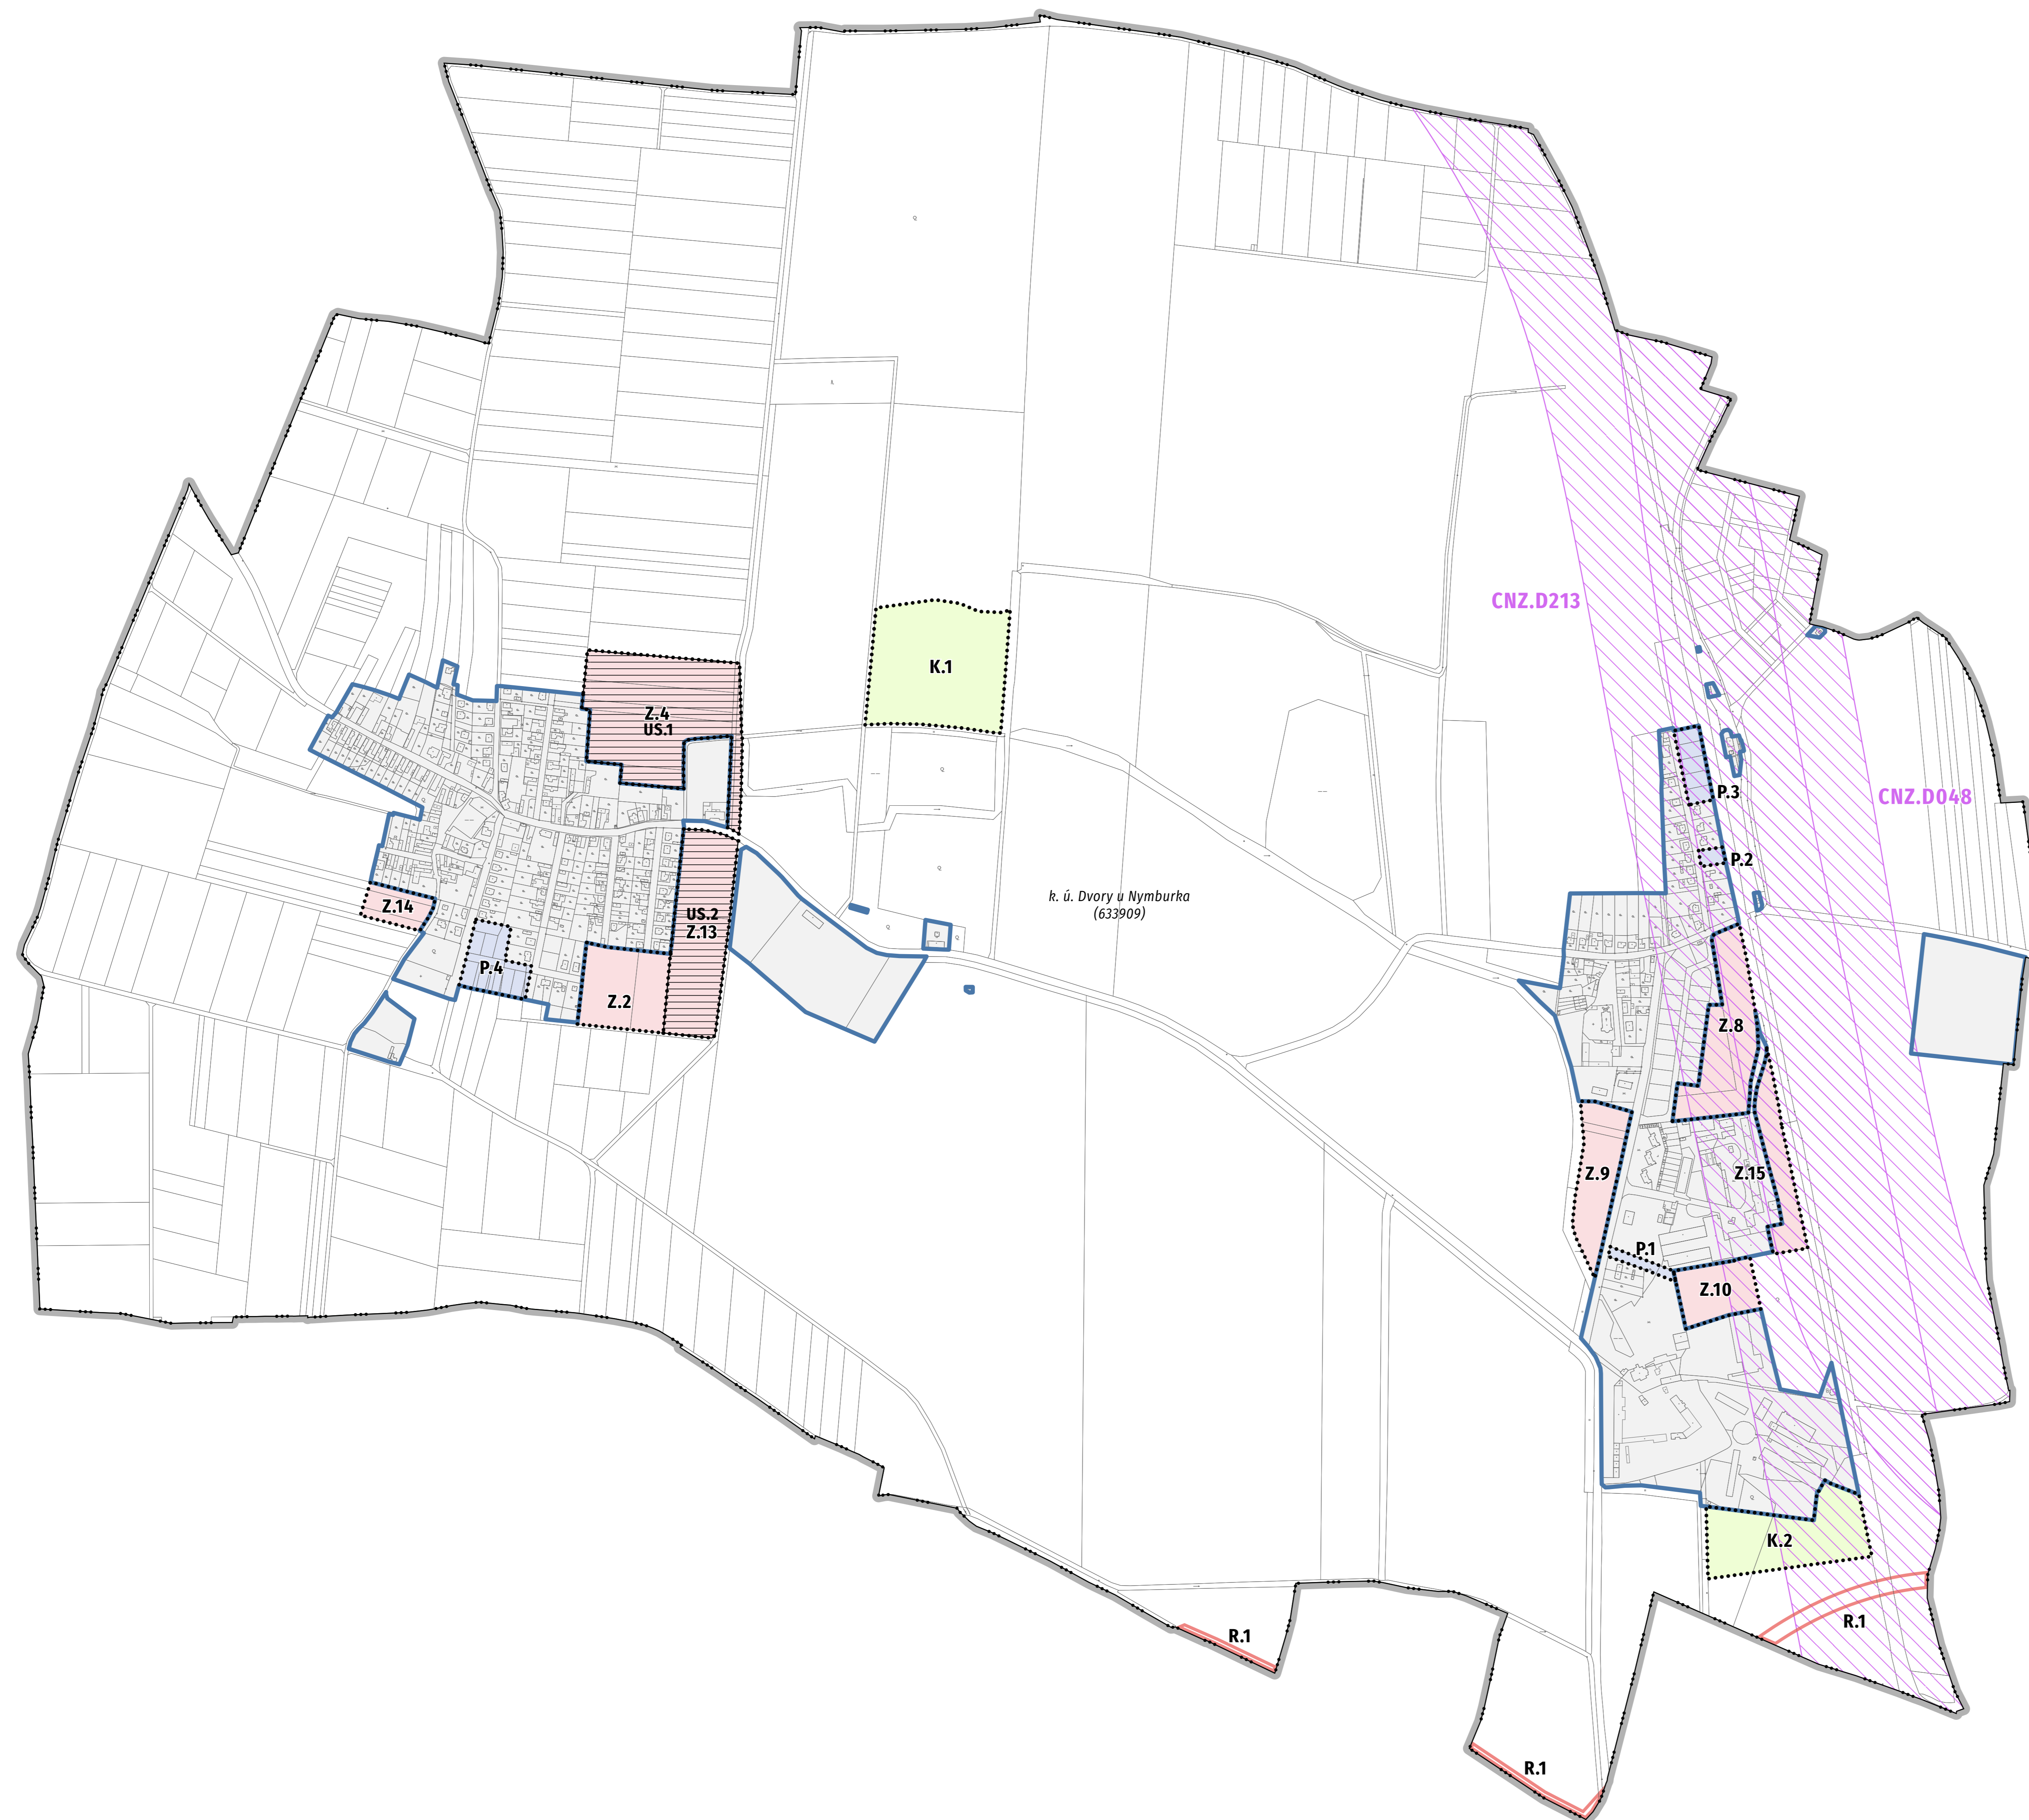 CNZ.D213
K.1
Z.4
US.1
P.3
CNZ.D048
P.2
k. ú. Dvory u Nymburka
(633909)
Z.14
US.2
Z.13
P.4
Z.2
Z.8
Z.9
Z.15
P.1
Z.10
K.2
R.1
R.1
R.1